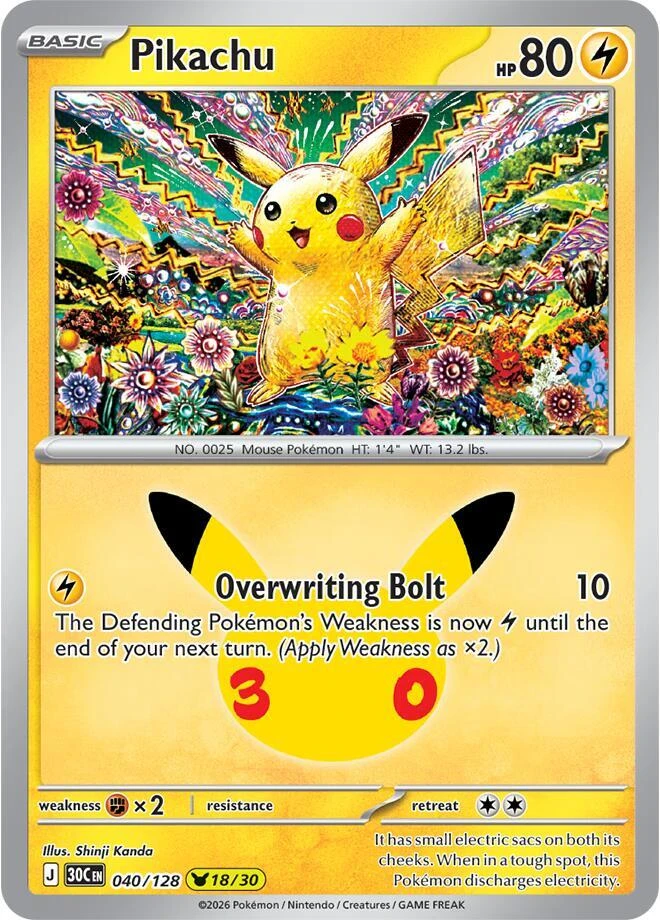 BASIC
Pikachu
HP 80
NO. 0025 Mouse Pokémon HT: 1'4" WT: 13.2 lbs.
Overwriting Bolt 10
The Defending Pokémon's Weakness is now until the
end of your next turn. (Apply Weakness as ×2.)
3 0
weakness ×2 resistance retreat
Illus. Shinji Kanda
J 30C EN 040/128 18/30
It has small electric sacs on both its
cheeks. When in a tough spot, this
Pokémon discharges electricity.
©2026 Pokémon / Nintendo / Creatures / GAME FREAK